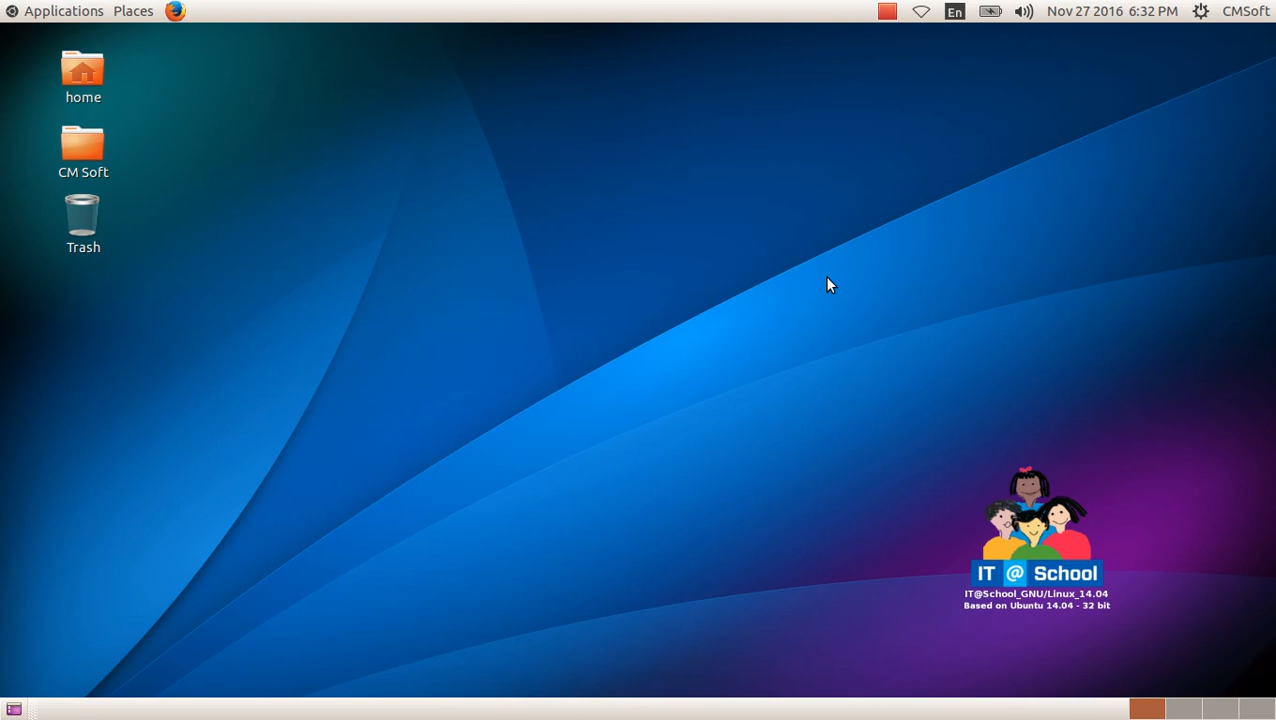 Applications Places
En Nov 27 2016 6:32 PM CMSoft
home
CM Soft
Trash
IT @ School
IT@School_GNU/Linux_14.04
Based on Ubuntu 14.04 - 32 bit